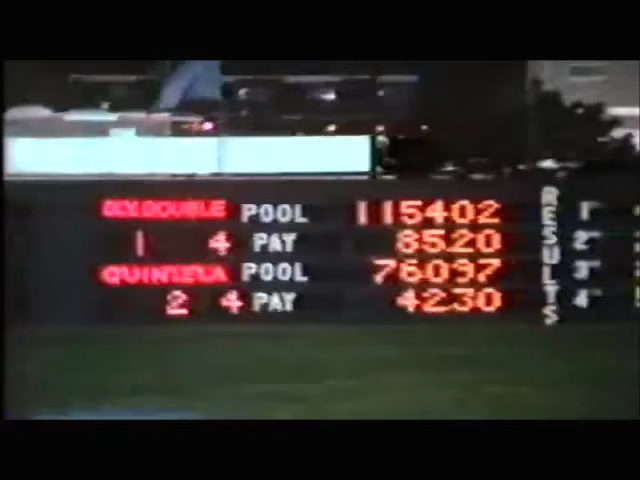 DLY.DOUBLE POOL 115402
1 4 PAY 8520
QUINIELA POOL 76097
2 4 PAY 4230
RESULTS
1
2
3
4